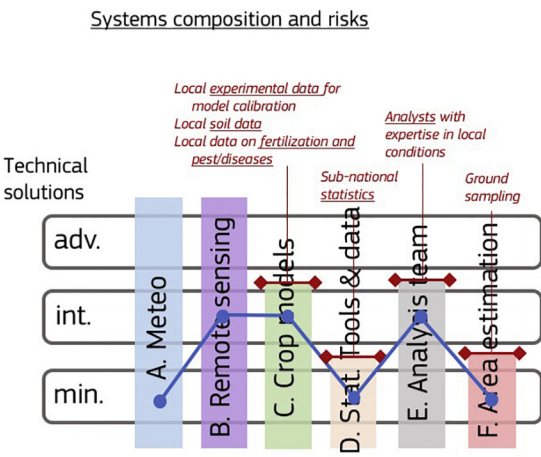 Systems composition and risks
Local experimental data for
model calibration
Local soil data
Local data on fertilization and
pest/diseases
Analysts with
expertise in local
conditions
Sub-national
statistics
Ground
sampling
Technical
solutions
adv.
int.
min.
A. Meteo
B. Remote sensing
C. Crop models
D. Stat. Tools & data
E. Analysis team
F. Area estimation